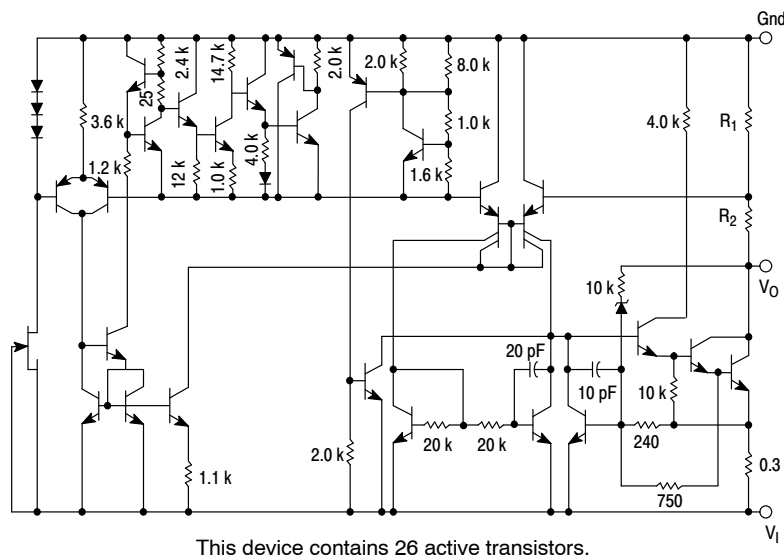 Gnd
2.4 k
14.7 k
2.0 k
2.0 k
8.0 k
25
4.0 k
R1
3.6 k
1.0 k
1.2 k
12 k
1.0 k
4.0 k
1.6 k
R2
10 k
VO
20 pF
10 pF
10 k
20 k
20 k
240
2.0 k
0.3
1.1 k
750
VI
This device contains 26 active transistors.